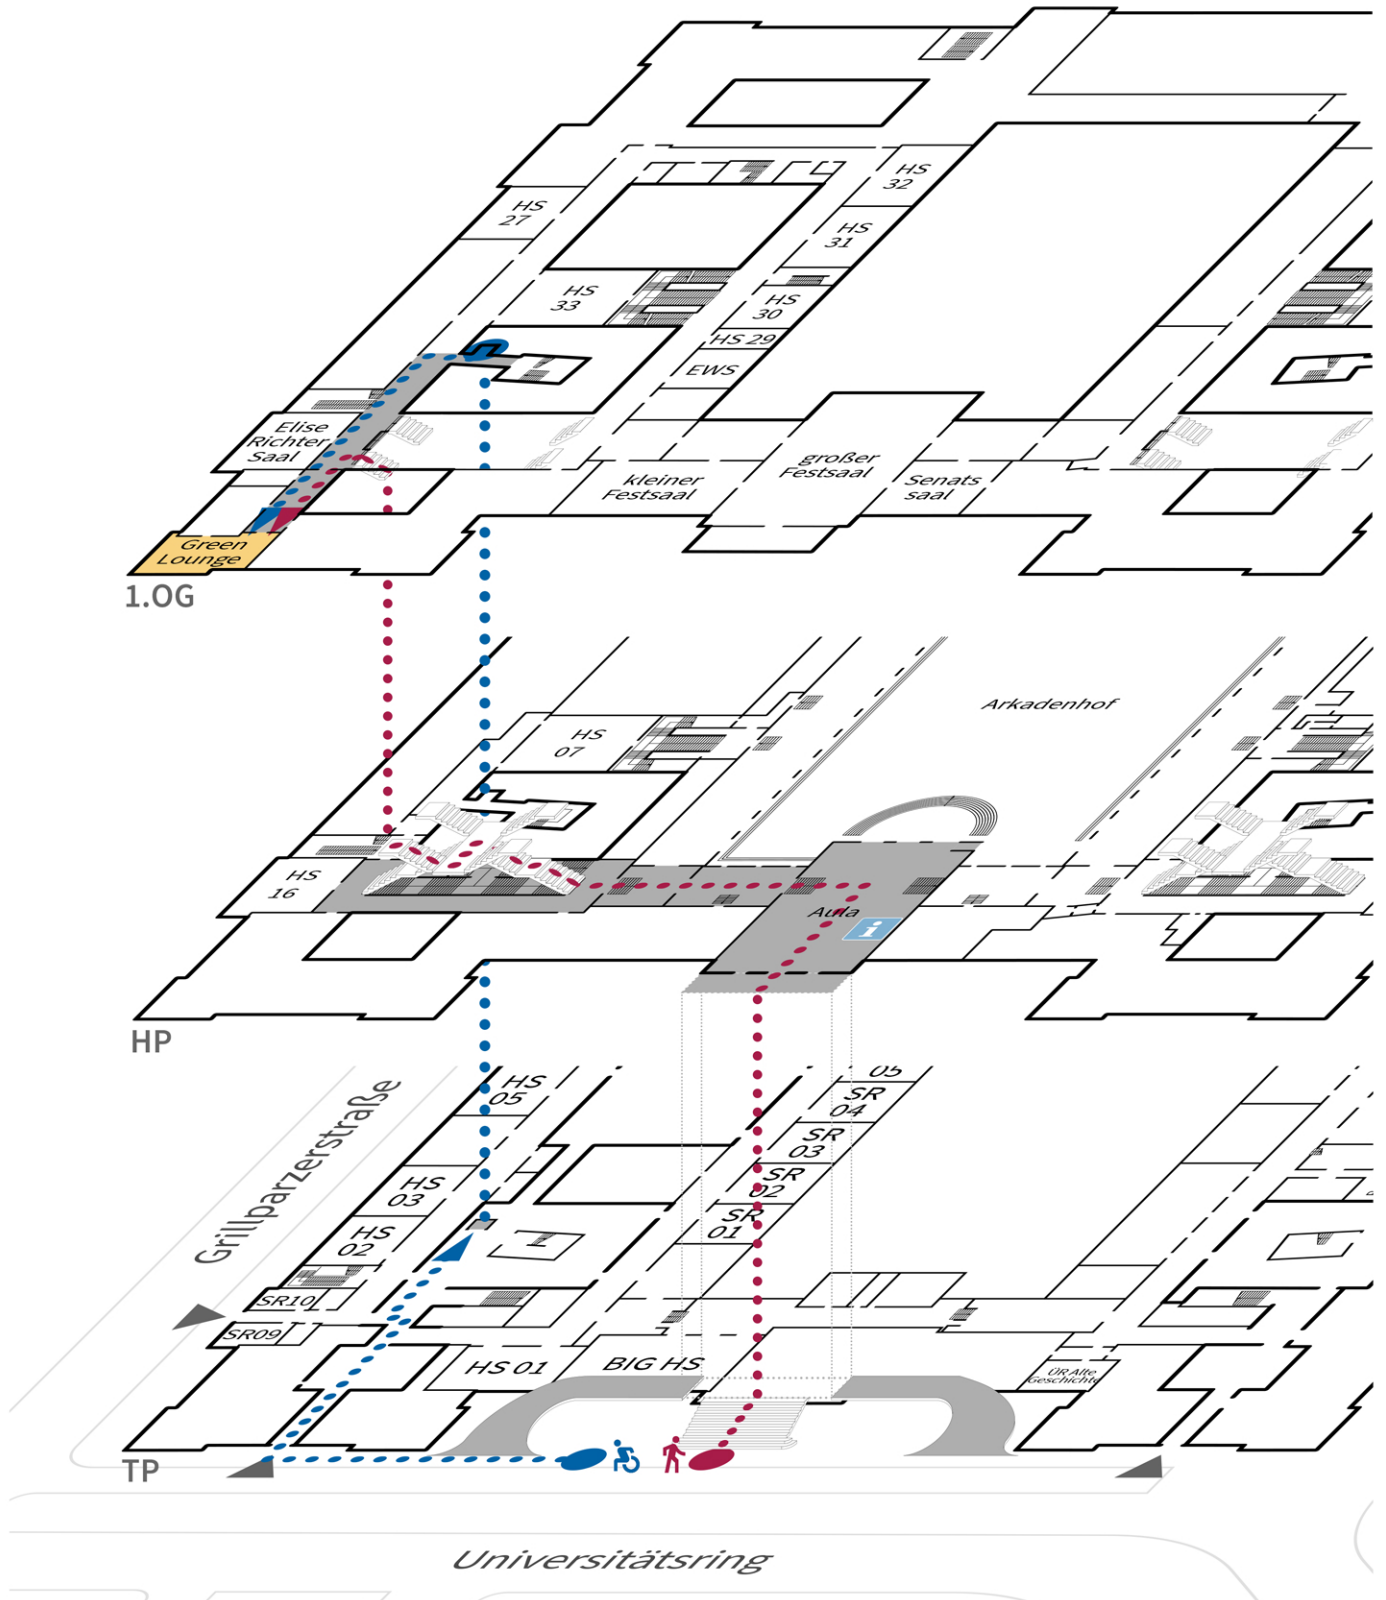 HS
32
HS
27
HS
31
HS
33
HS
30
HS 29
EWS
Elise
Richter
Saal
großer
Festsaal
kleiner
Festsaal
Senats
saal
Green
Lounge
1.OG
Arkadenhof
HS
07
HS
16
Aula
i
HP
Grillparzerstraße
HS
05
05
SR
04
SR
03
HS
03
SR
02
SR
01
HS
02
SR10
SR09
HS 01
BIG HS
ÜR Alte
Geschichte
TP
Universitätsring